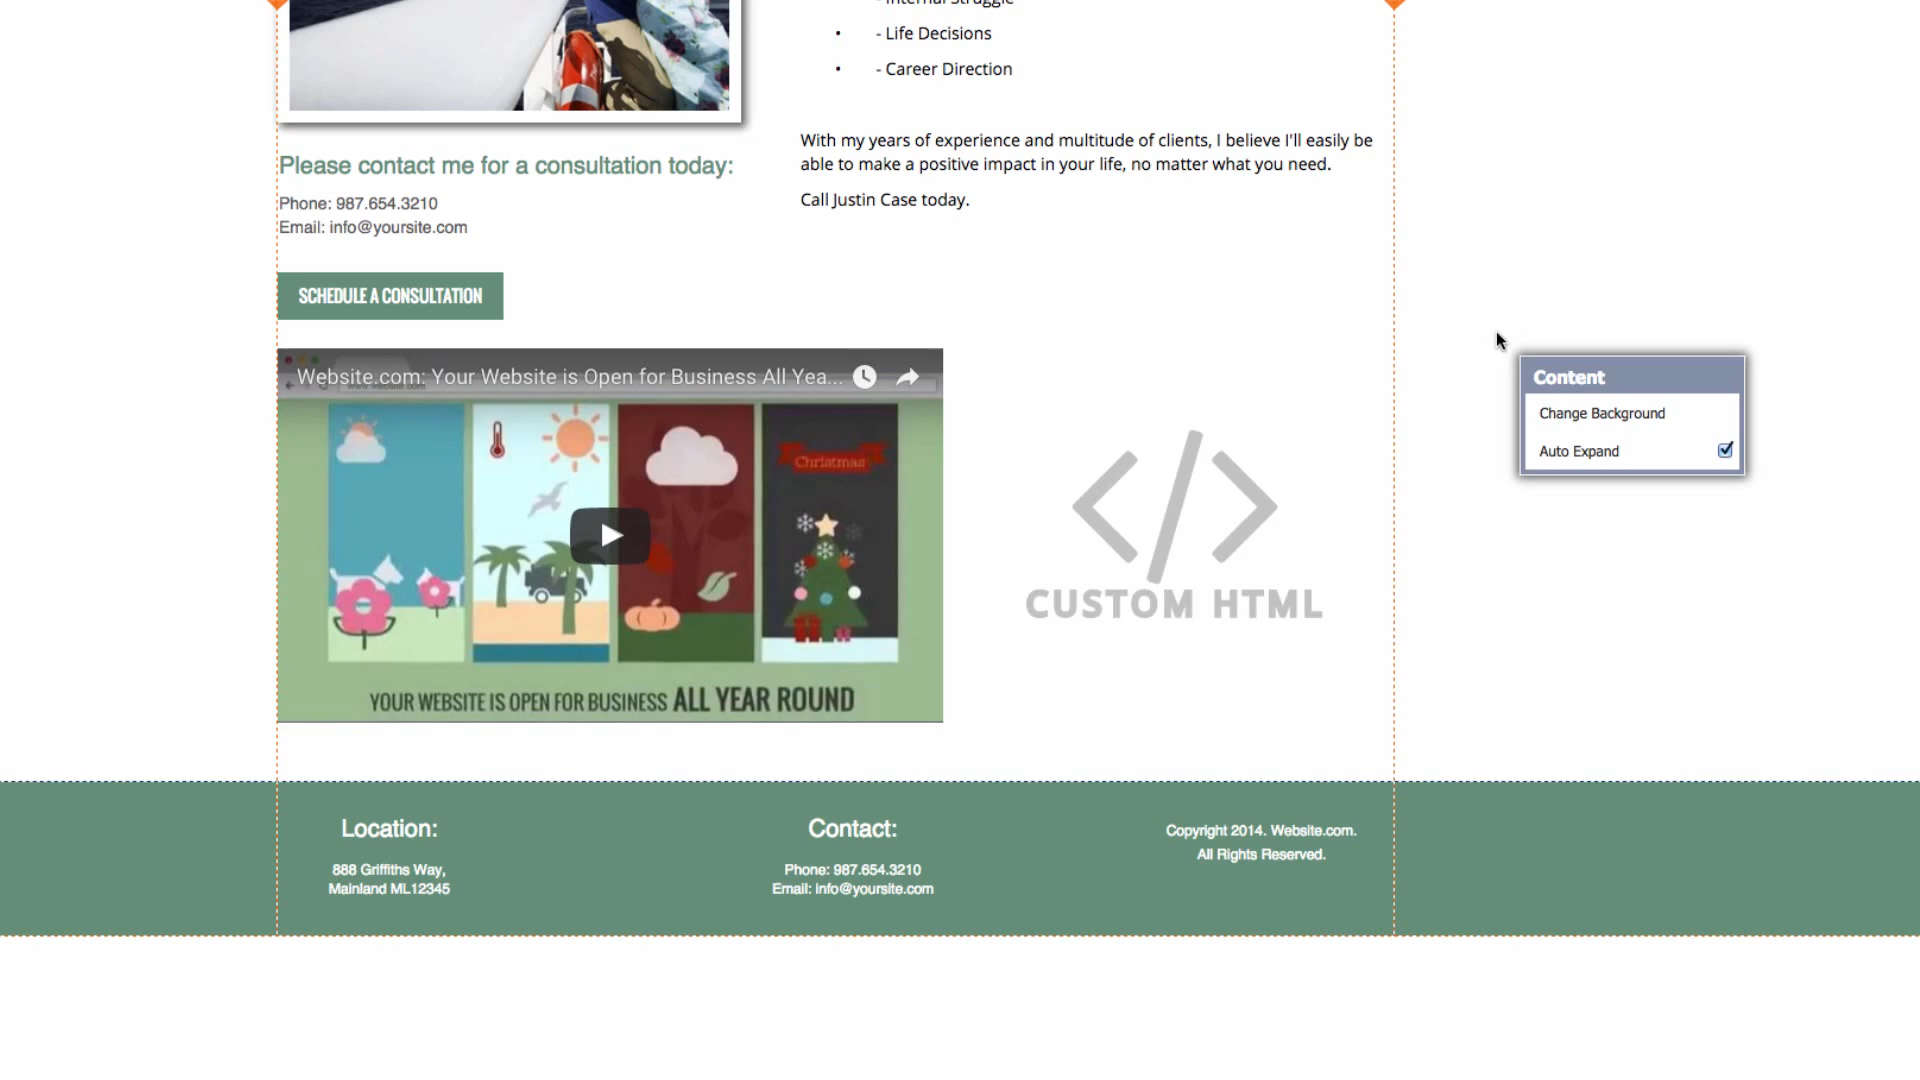 - Internal Struggle
• - Life Decisions
• - Career Direction
With my years of experience and multitude of clients, I believe I'll easily be
able to make a positive impact in your life, no matter what you need.
Call Justin Case today.
Please contact me for a consultation today:
Phone: 987.654.3210
Email: info@yoursite.com
SCHEDULE A CONSULTATION
Website.com: Your Website is Open for Business All Yea...
Christmas
YOUR WEBSITE IS OPEN FOR BUSINESS ALL YEAR ROUND
CUSTOM HTML
Content
Change Background
Auto Expand
Location:
888 Griffiths Way,
Mainland ML12345
Contact:
Phone: 987.654.3210
Email: info@yoursite.com
Copyright 2014. Website.com.
All Rights Reserved.